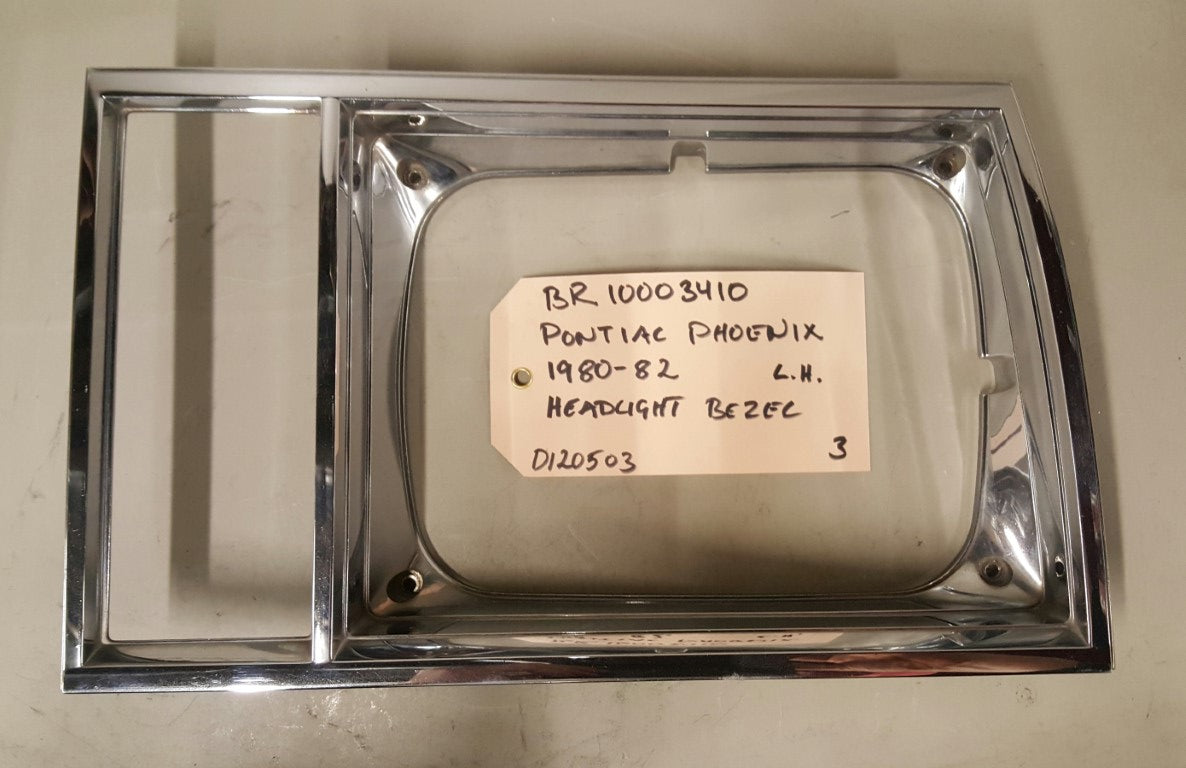 BR 10003410
PONTIAC PHOENIX
1980-82 L.H.
HEADLIGHT BEZEL
D120503 3